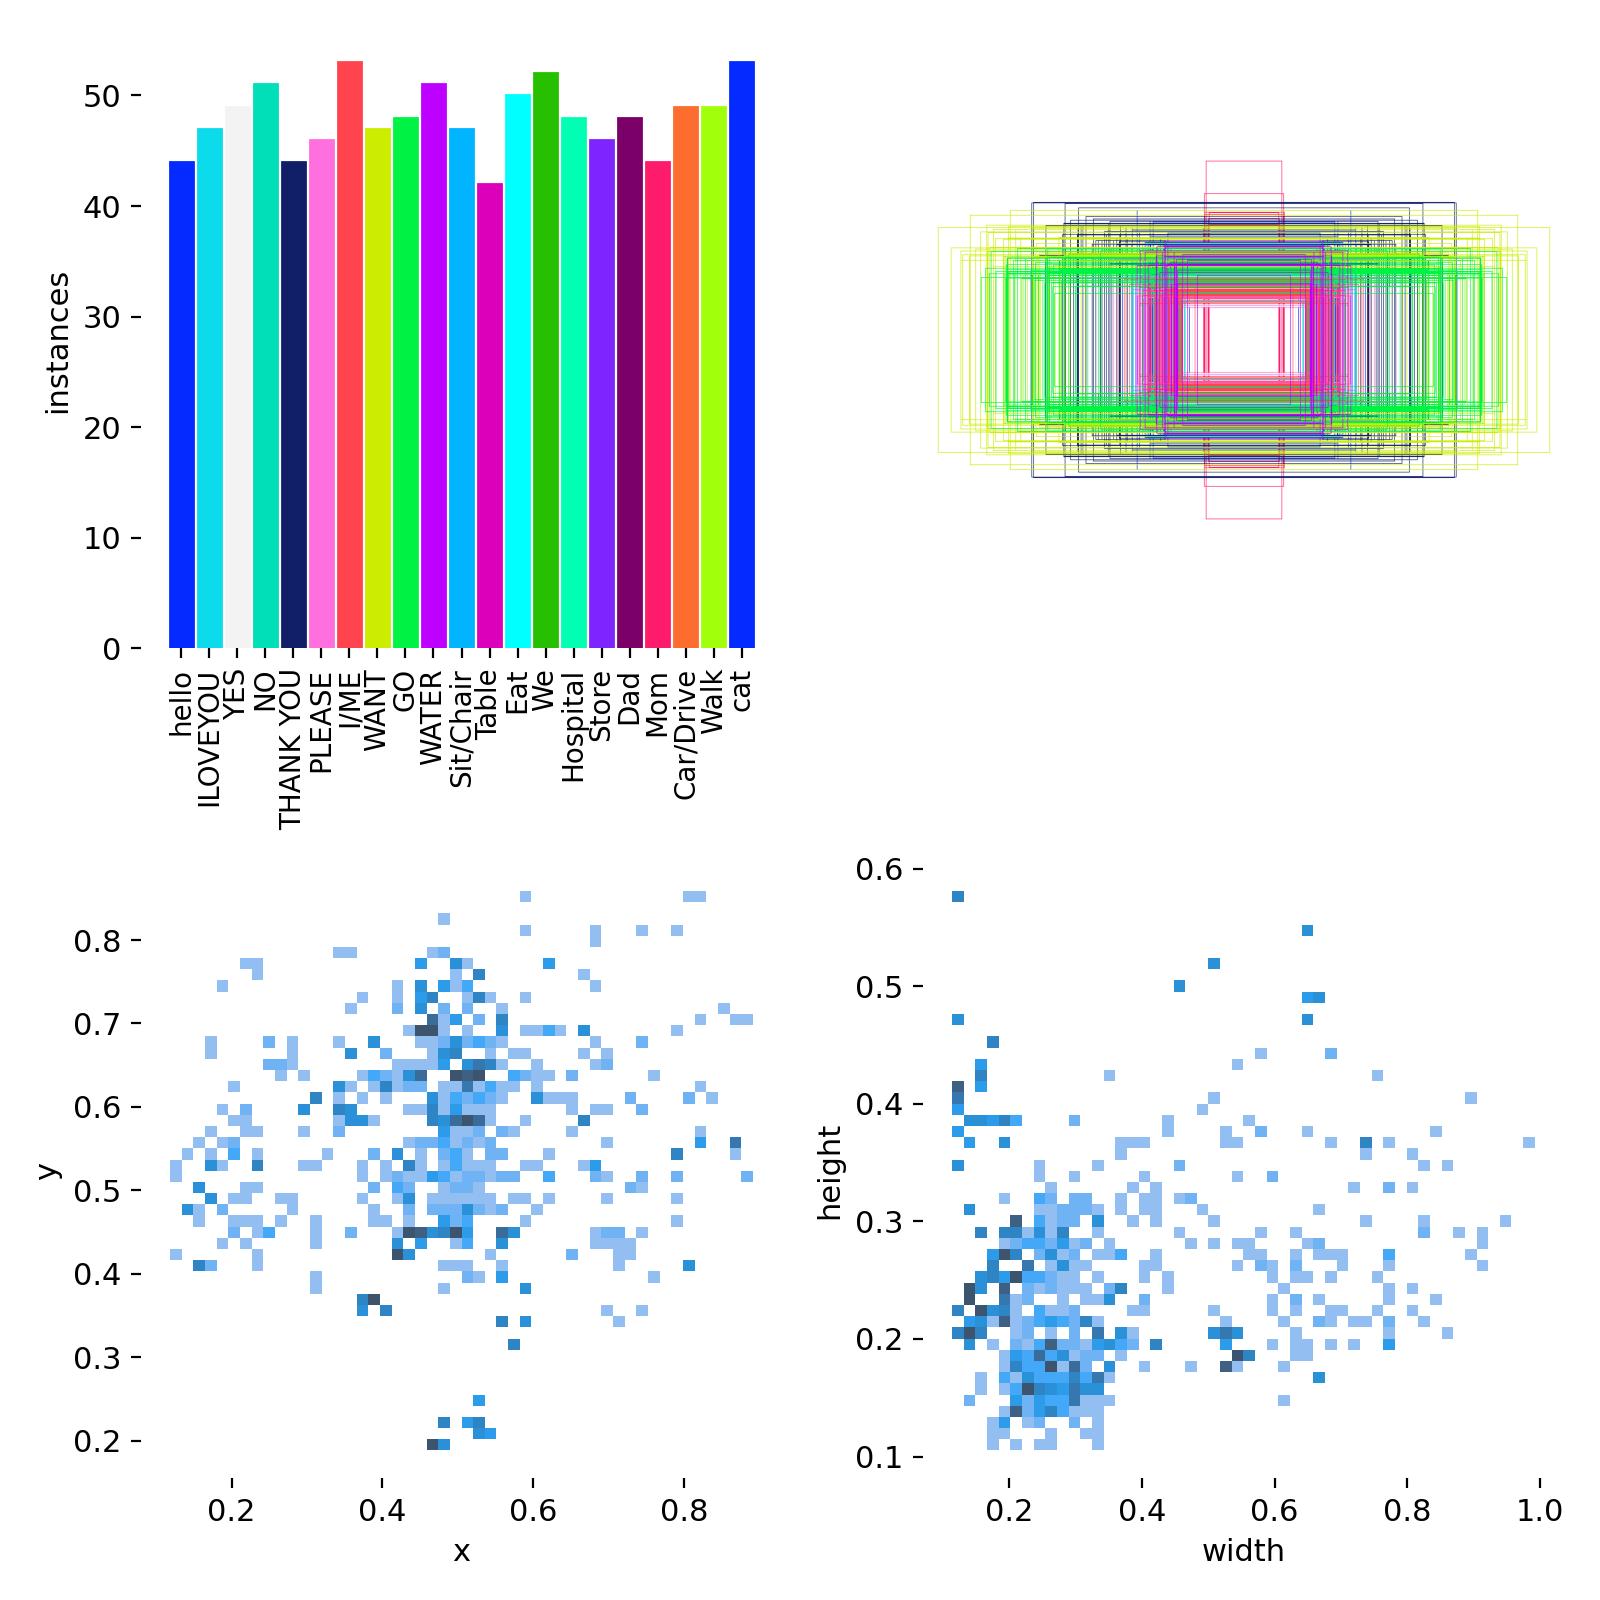 instances
50
40
30
20
10
0
hello
ILOVEYOU
YES
NO
THANK YOU
PLEASE
I/ME
WANT
GO
WATER
Sit/Chair
Table
Eat
We
Hospital
Store
Dad
Mom
Car/Drive
Walk
cat
y
0.8
0.7
0.6
0.5
0.4
0.3
0.2
0.2
0.4
0.6
0.8
x
height
0.6
0.5
0.4
0.3
0.2
0.1
0.2
0.4
0.6
0.8
1.0
width